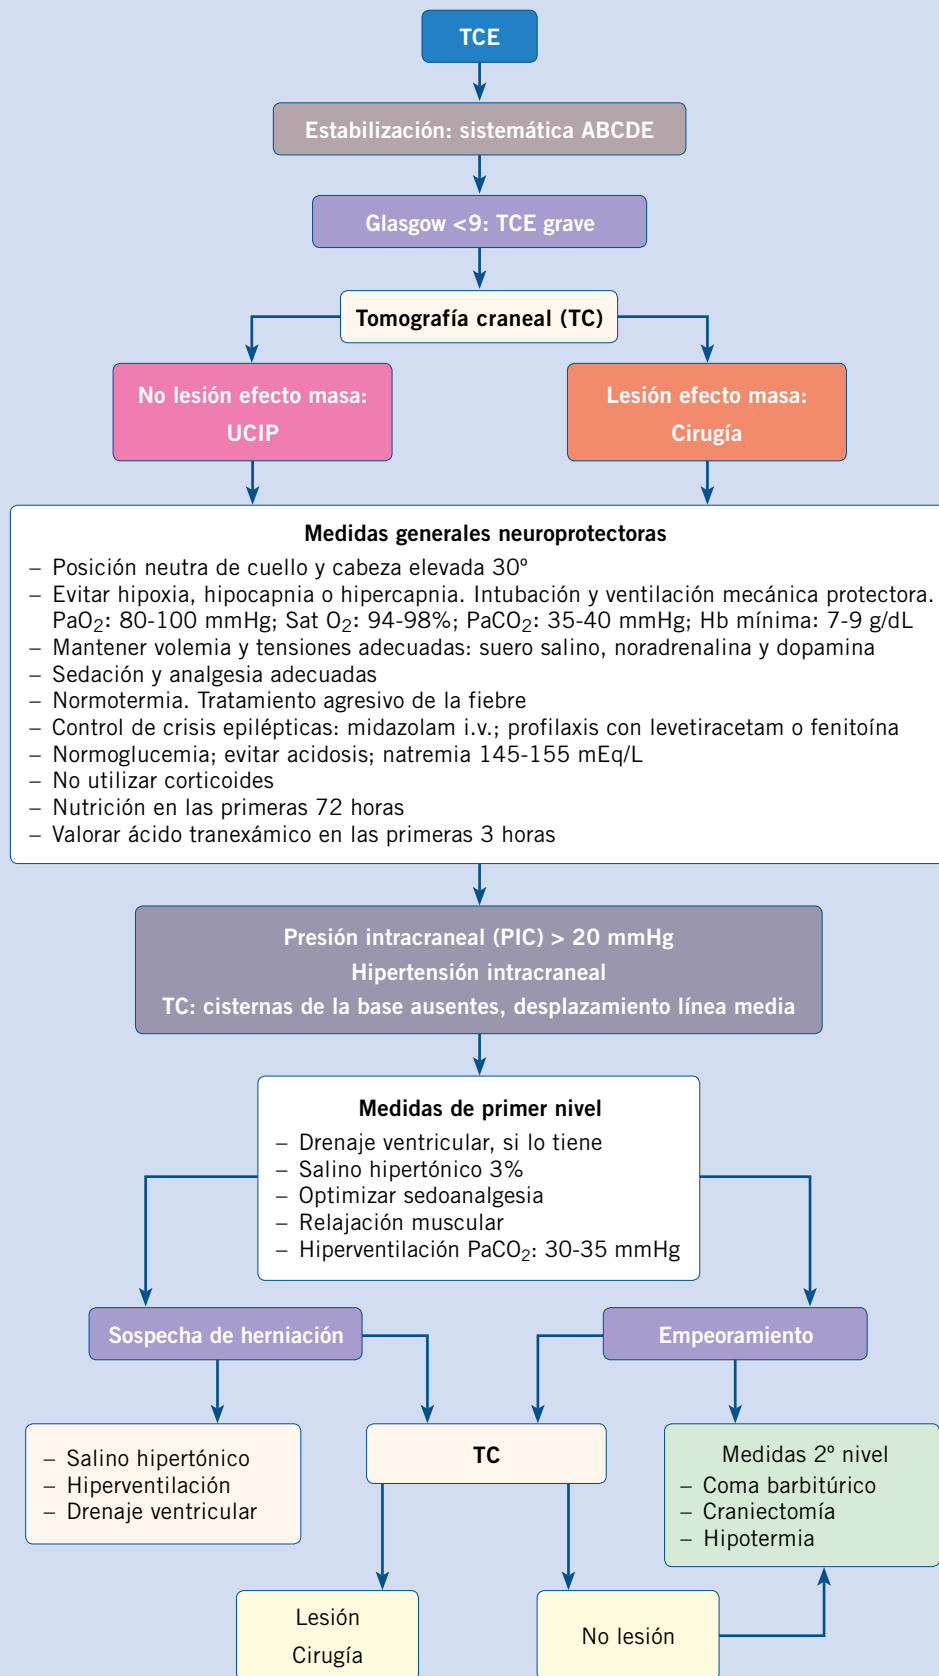 TCE
Estabilización: sistemática ABCDE
Glasgow <9: TCE grave
Tomografía craneal (TC)
No lesión efecto masa:
UCIP
Lesión efecto masa:
Cirugía
Medidas generales neuroprotectoras
– Posición neutra de cuello y cabeza elevada 30º
– Evitar hipoxia, hipocapnia o hipercapnia. Intubación y ventilación mecánica protectora.
PaO₂: 80-100 mmHg; Sat O₂: 94-98%; PaCO₂: 35-40 mmHg; Hb mínima: 7-9 g/dL
– Mantener volemia y tensiones adecuadas: suero salino, noradrenalina y dopamina
– Sedación y analgesia adecuadas
– Normotermia. Tratamiento agresivo de la fiebre
– Control de crisis epilépticas: midazolam i.v.; profilaxis con levetiracetam o fenitoína
– Normoglucemia; evitar acidosis; natremia 145-155 mEq/L
– No utilizar corticoides
– Nutrición en las primeras 72 horas
– Valorar ácido tranexámico en las primeras 3 horas
Presión intracraneal (PIC) > 20 mmHg
Hipertensión intracraneal
TC: cisternas de la base ausentes, desplazamiento línea media
Medidas de primer nivel
– Drenaje ventricular, si lo tiene
– Salino hipertónico 3%
– Optimizar sedoanalgesia
– Relajación muscular
– Hiperventilación PaCO₂: 30-35 mmHg
Sospecha de herniación
Empeoramiento
– Salino hipertónico
– Hiperventilación
– Drenaje ventricular
TC
Medidas 2º nivel
– Coma barbitúrico
– Craniectomía
– Hipotermia
Lesión
Cirugía
No lesión